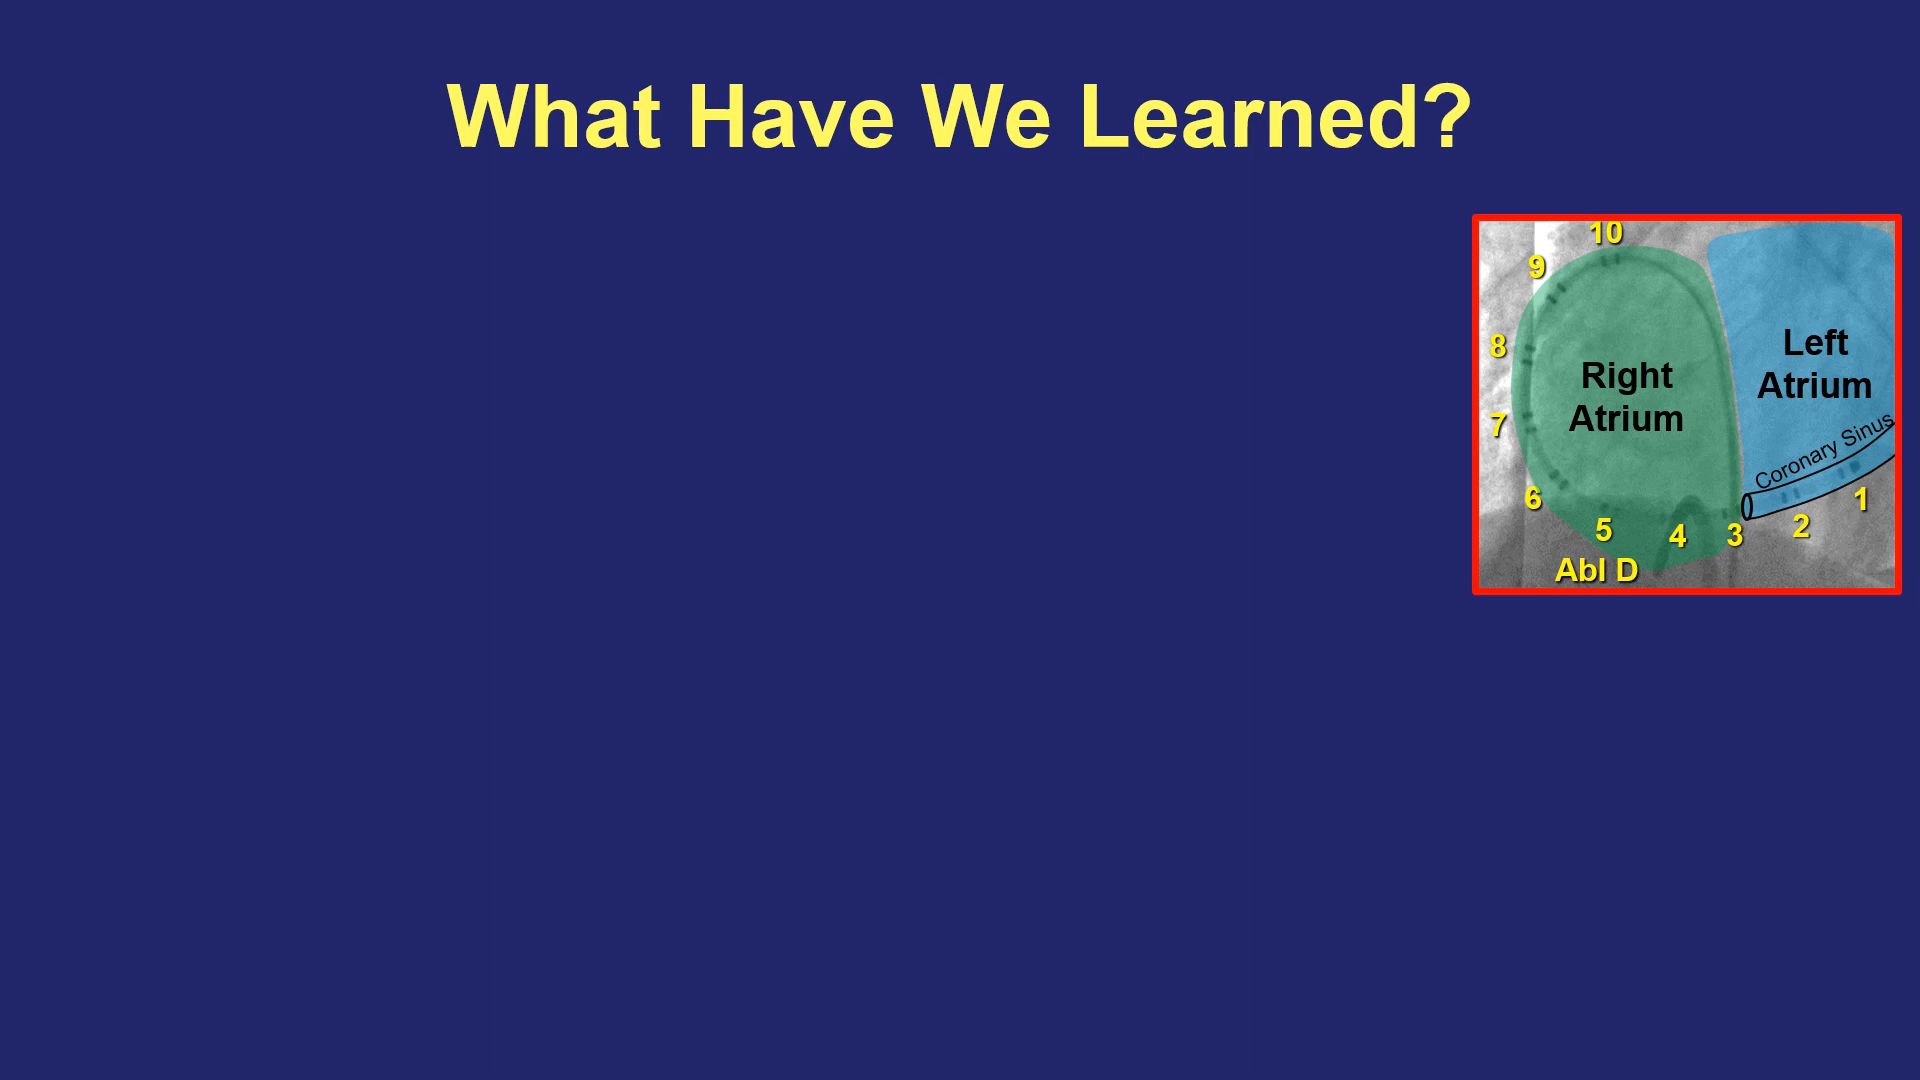 What Have We Learned?
10
9
8
7
6
5
4
3
2
1
Right
Atrium
Left
Atrium
Coronary Sinus
Abl D